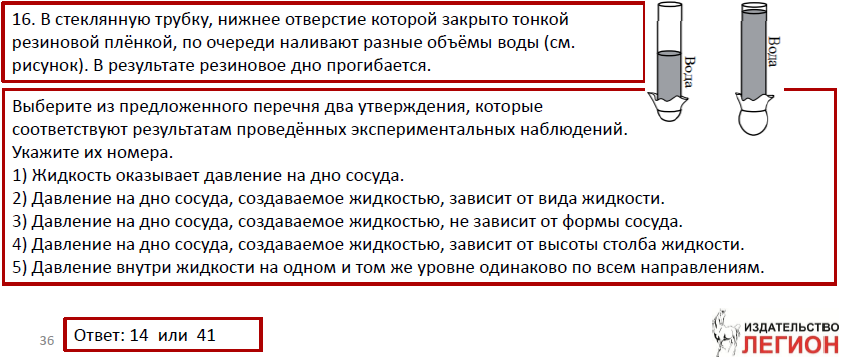 16. В стеклянную трубку, нижнее отверстие которой закрыто тонкой
резиновой плёнкой, по очереди наливают разные объёмы воды (см.
рисунок). В результате резиновое дно прогибается.
Вода
Вода
Выберите из предложенного перечня два утверждения, которые
соответствуют результатам проведённых экспериментальных наблюдений.
Укажите их номера.
1) Жидкость оказывает давление на дно сосуда.
2) Давление на дно сосуда, создаваемое жидкостью, зависит от вида жидкости.
3) Давление на дно сосуда, создаваемое жидкостью, не зависит от формы сосуда.
4) Давление на дно сосуда, создаваемое жидкостью, зависит от высоты столба жидкости.
5) Давление внутри жидкости на одном и том же уровне одинаково по всем направлениям.
36
Ответ: 14 или 41
ИЗДАТЕЛЬСТВО
ЛЕГИОН